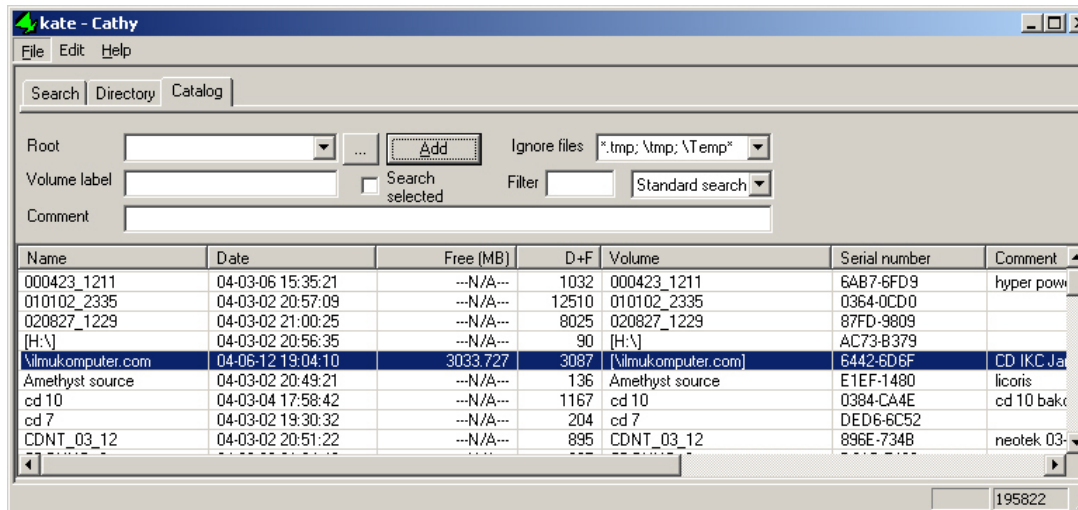 kate - Cathy
File Edit Help
Search Directory Catalog
Root ... Add Ignore files *.tmp; \tmp; \Temp*
Volume label Search selected Filter Standard search
Comment
Name Date Free (MB) D+F Volume Serial number Comment
000423_1211 04-03-06 15:35:21 ---N/A--- 1032 000423_1211 6AB7-6FD9 hyper pow
010102_2335 04-03-02 20:57:09 ---N/A--- 12510 010102_2335 0364-0CD0
020827_1229 04-03-02 21:00:25 ---N/A--- 8025 020827_1229 87FD-9809
[H:\] 04-03-02 20:56:35 ---N/A--- 90 [H:\] AC73-B379
\ilmukomputer.com 04-06-12 19:04:10 3033.727 3087 [\ilmukomputer.com] 6442-6D6F CD IKC Jar
Amethyst source 04-03-02 20:49:21 ---N/A--- 136 Amethyst source E1EF-1480 licoris
cd 10 04-03-04 17:58:42 ---N/A--- 1167 cd 10 0384-CA4E cd 10 bak
cd 7 04-03-02 19:30:32 ---N/A--- 204 cd 7 DED6-6C52
CDNT_03_12 04-03-02 20:51:22 ---N/A--- 895 CDNT_03_12 896E-734B neotek 03-
195822